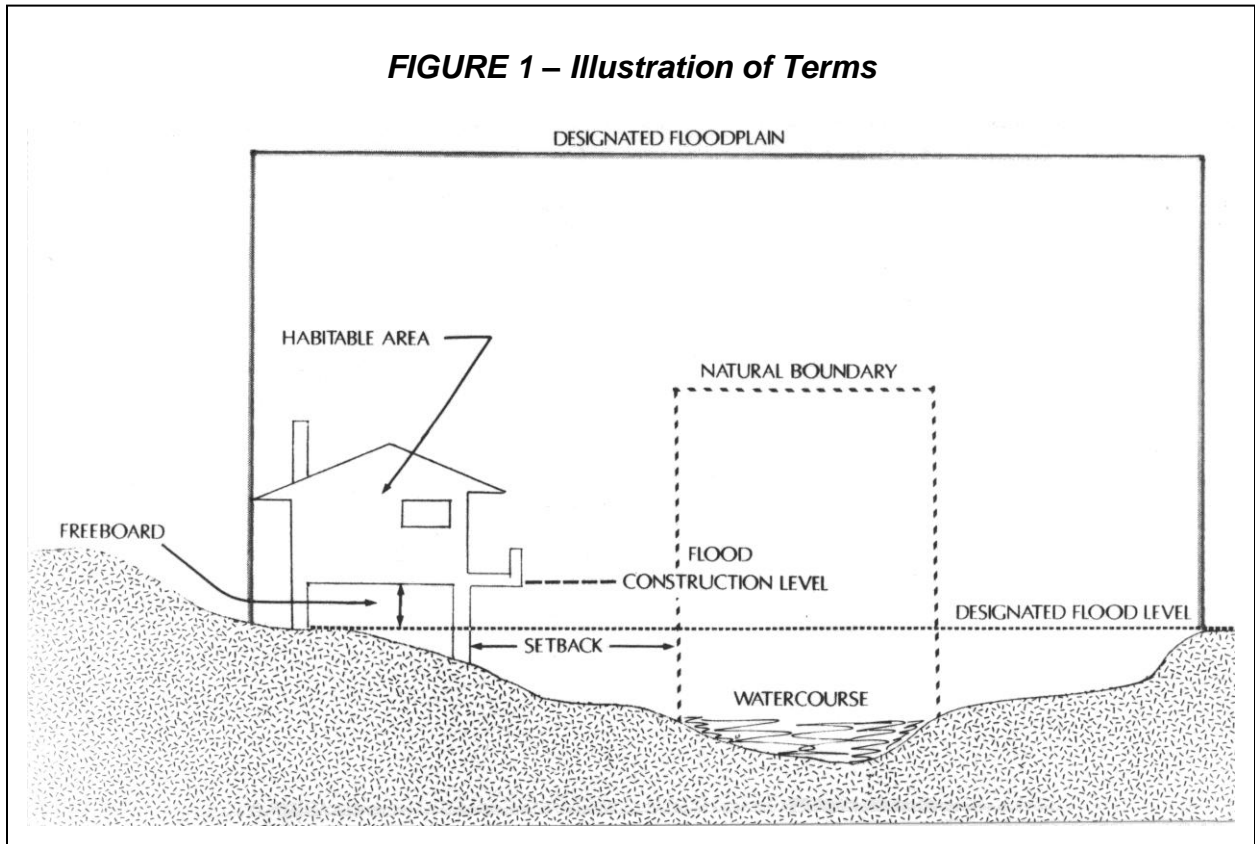 FIGURE 1 – Illustration of Terms
DESIGNATED FLOODPLAIN
HABITABLE AREA
NATURAL BOUNDARY
FREEBOARD
FLOOD
CONSTRUCTION LEVEL
DESIGNATED FLOOD LEVEL
SETBACK
WATERCOURSE